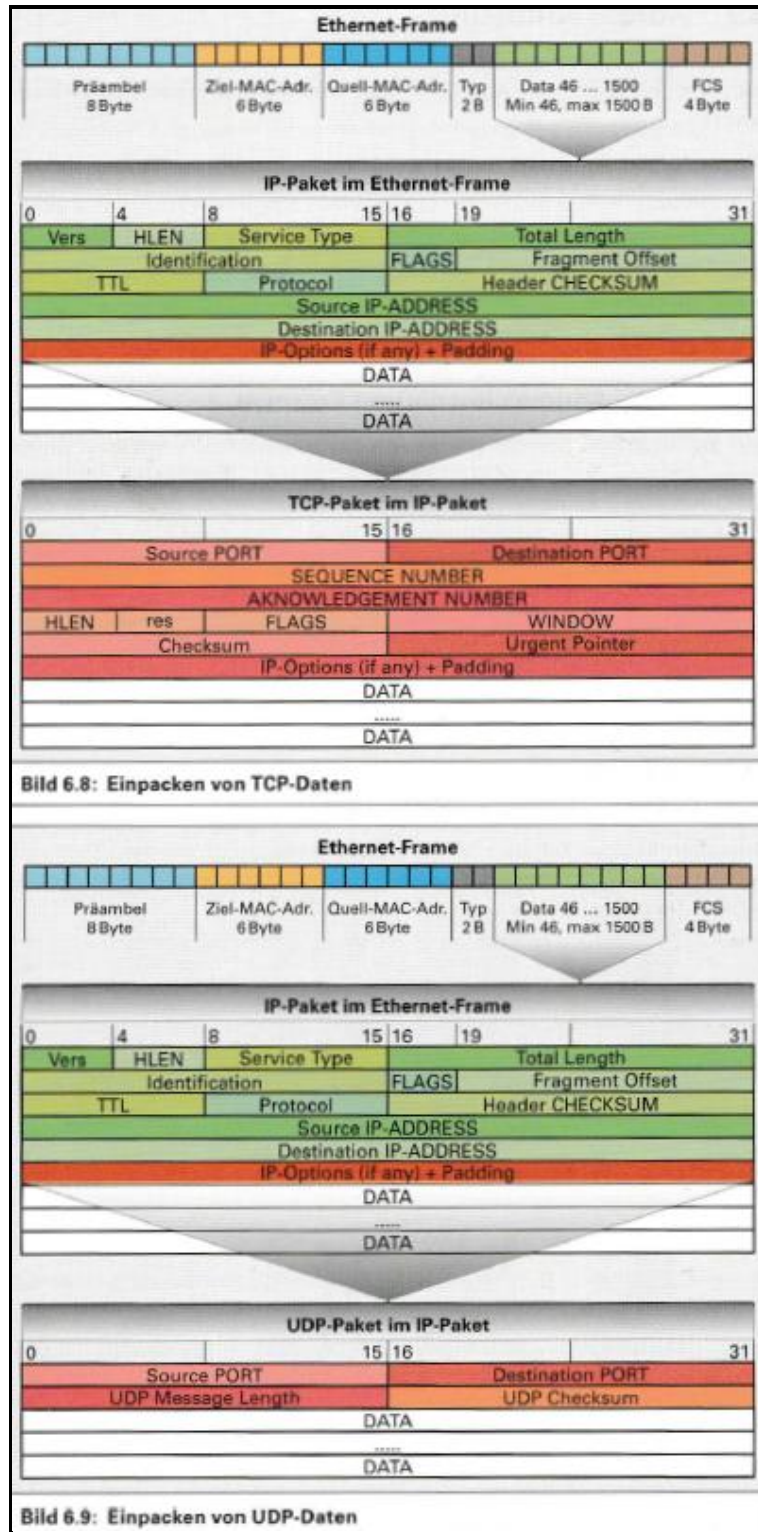 Ethernet-Frame
Präambel 8 Byte
Ziel-MAC-Adr. 6 Byte
Quell-MAC-Adr. 6 Byte
Typ 2 B
Data 46 ... 1500 Min 46, max 1500 B
FCS 4 Byte
IP-Paket im Ethernet-Frame
0 4 8 15 16 19 31
Vers HLEN Service Type Total Length
Identification FLAGS Fragment Offset
TTL Protocol Header CHECKSUM
Source IP-ADDRESS
Destination IP-ADDRESS
IP-Options (if any) + Padding
DATA
.....
DATA
TCP-Paket im IP-Paket
0 15 16 31
Source PORT Destination PORT
SEQUENCE NUMBER
AKNOWLEDGEMENT NUMBER
HLEN res FLAGS WINDOW
Checksum Urgent Pointer
IP-Options (if any) + Padding
DATA
.....
DATA
Bild 6.8: Einpacken von TCP-Daten
Ethernet-Frame
Präambel 8 Byte
Ziel-MAC-Adr. 6 Byte
Quell-MAC-Adr. 6 Byte
Typ 2 B
Data 46 ... 1500 Min 46, max 1500 B
FCS 4 Byte
IP-Paket im Ethernet-Frame
0 4 8 15 16 19 31
Vers HLEN Service Type Total Length
Identification FLAGS Fragment Offset
TTL Protocol Header CHECKSUM
Source IP-ADDRESS
Destination IP-ADDRESS
IP-Options (if any) + Padding
DATA
.....
DATA
UDP-Paket im IP-Paket
0 15 16 31
Source PORT Destination PORT
UDP Message Length UDP Checksum
DATA
.....
DATA
Bild 6.9: Einpacken von UDP-Daten